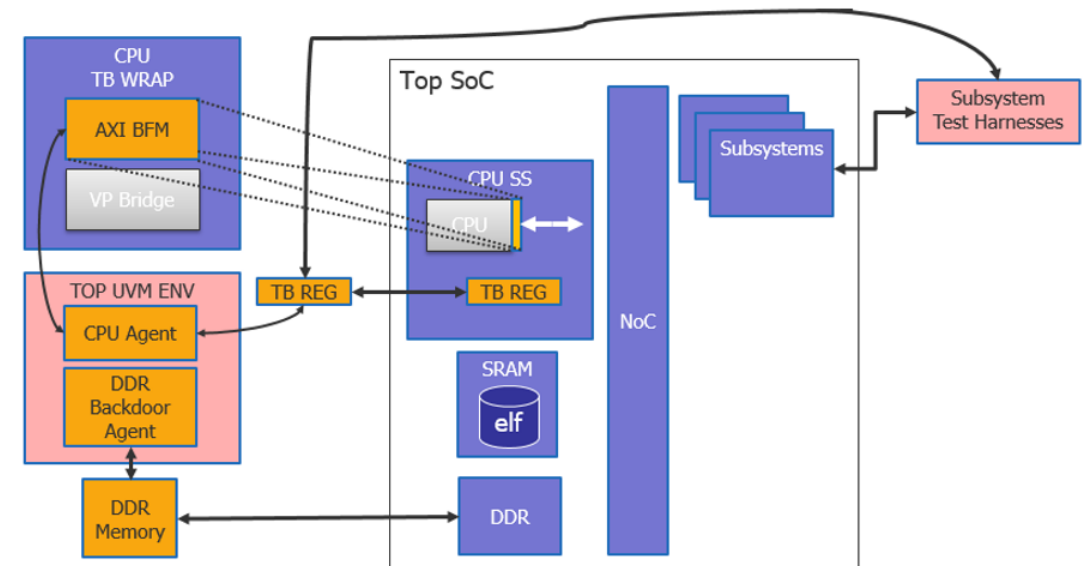 CPU
TB WRAP
AXI BFM
VP Bridge
TOP UVM ENV
CPU Agent
DDR
Backdoor
Agent
DDR
Memory
TB REG
Top SoC
CPU SS
CPU
TB REG
SRAM
elf
DDR
NoC
Subsystems
Subsystem
Test Harnesses